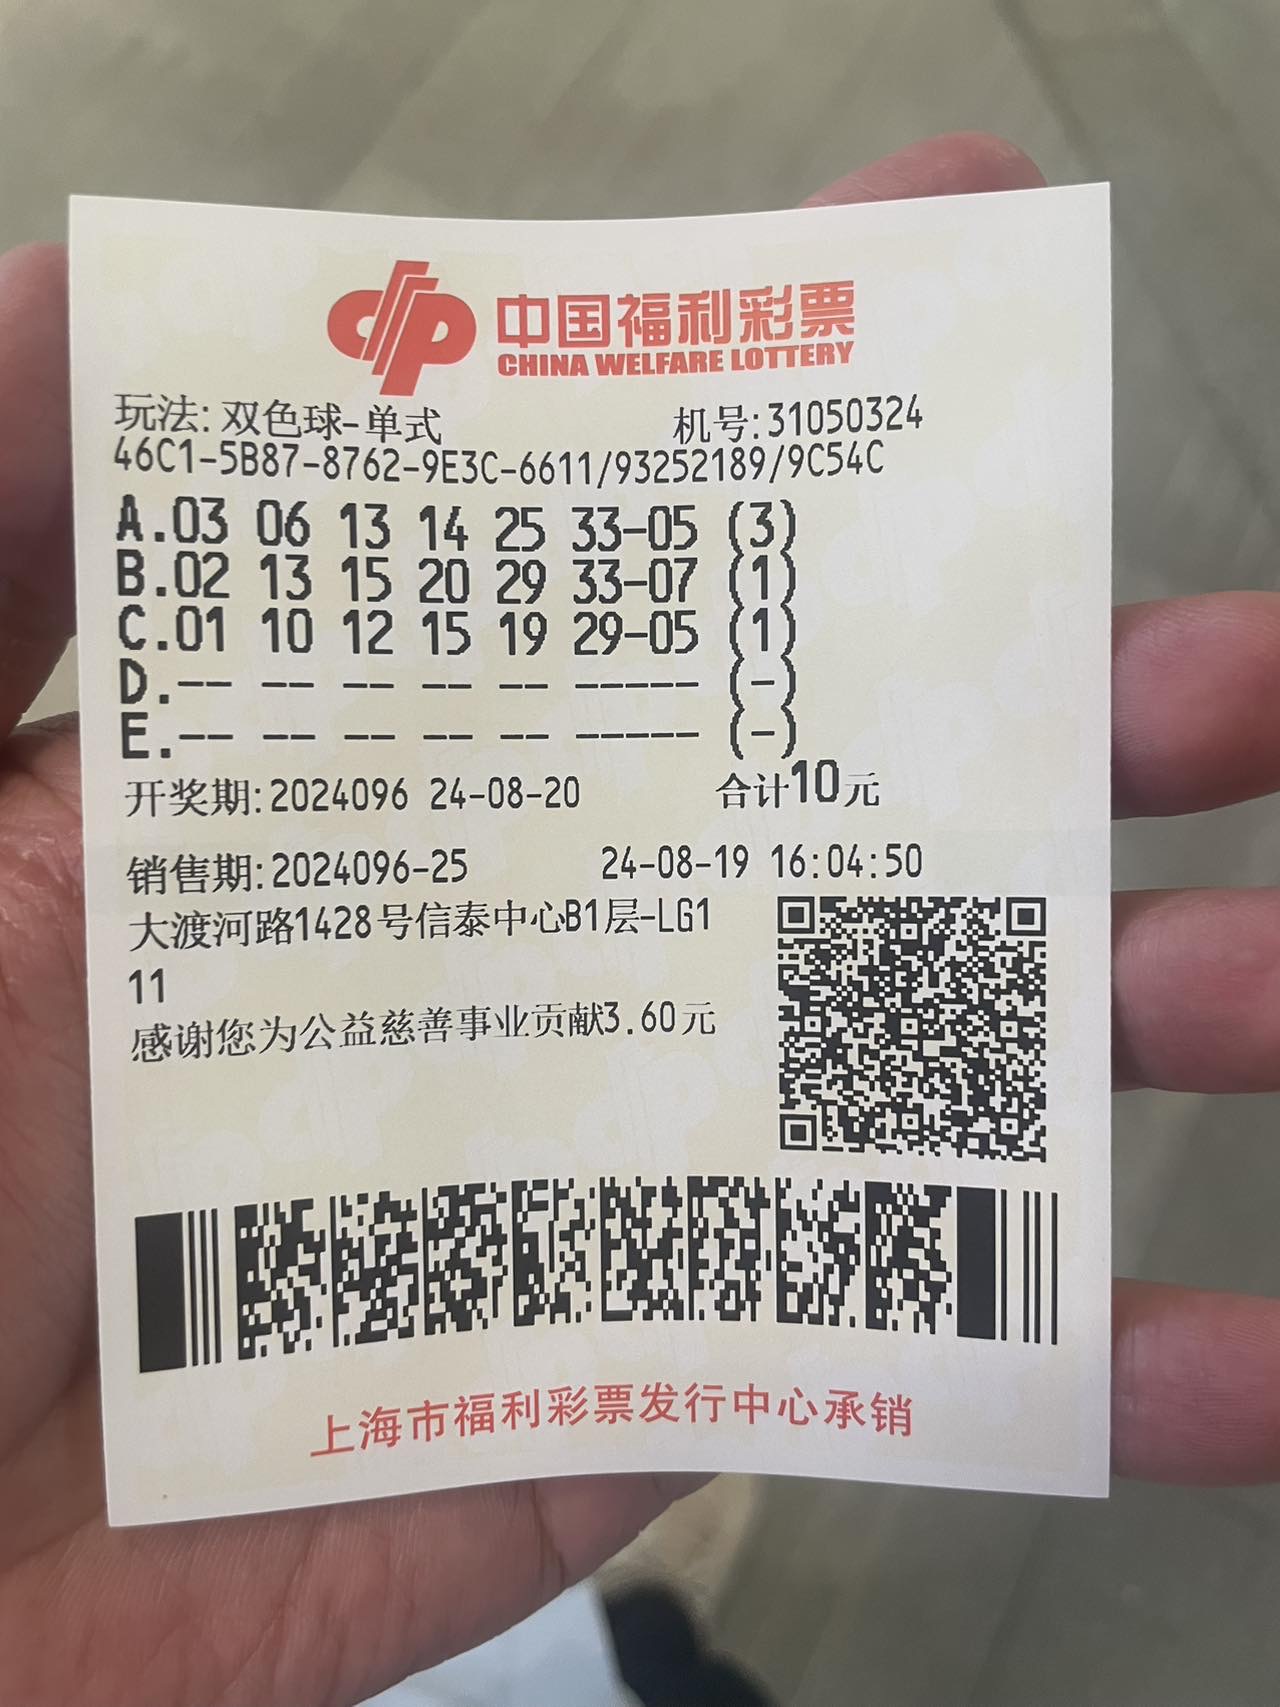 中国福利彩票
CHINA WELFARE LOTTERY
玩法:双色球-单式 机号:31050324
46C1-5B87-8762-9E3C-6611/93252189/9C54C
A.03 06 13 14 25 33-05 (3)
B.02 13 15 20 29 33-07 (1)
C.01 10 12 15 19 29-05 (1)
D.-- -- -- -- -- ----- (-)
E.-- -- -- -- -- ----- (-)
开奖期:2024096 24-08-20 合计10元
销售期:2024096-25 24-08-19 16:04:50
大渡河路1428号信泰中心B1层-LG1
11
感谢您为公益慈善事业贡献3.60元
上海市福利彩票发行中心承销